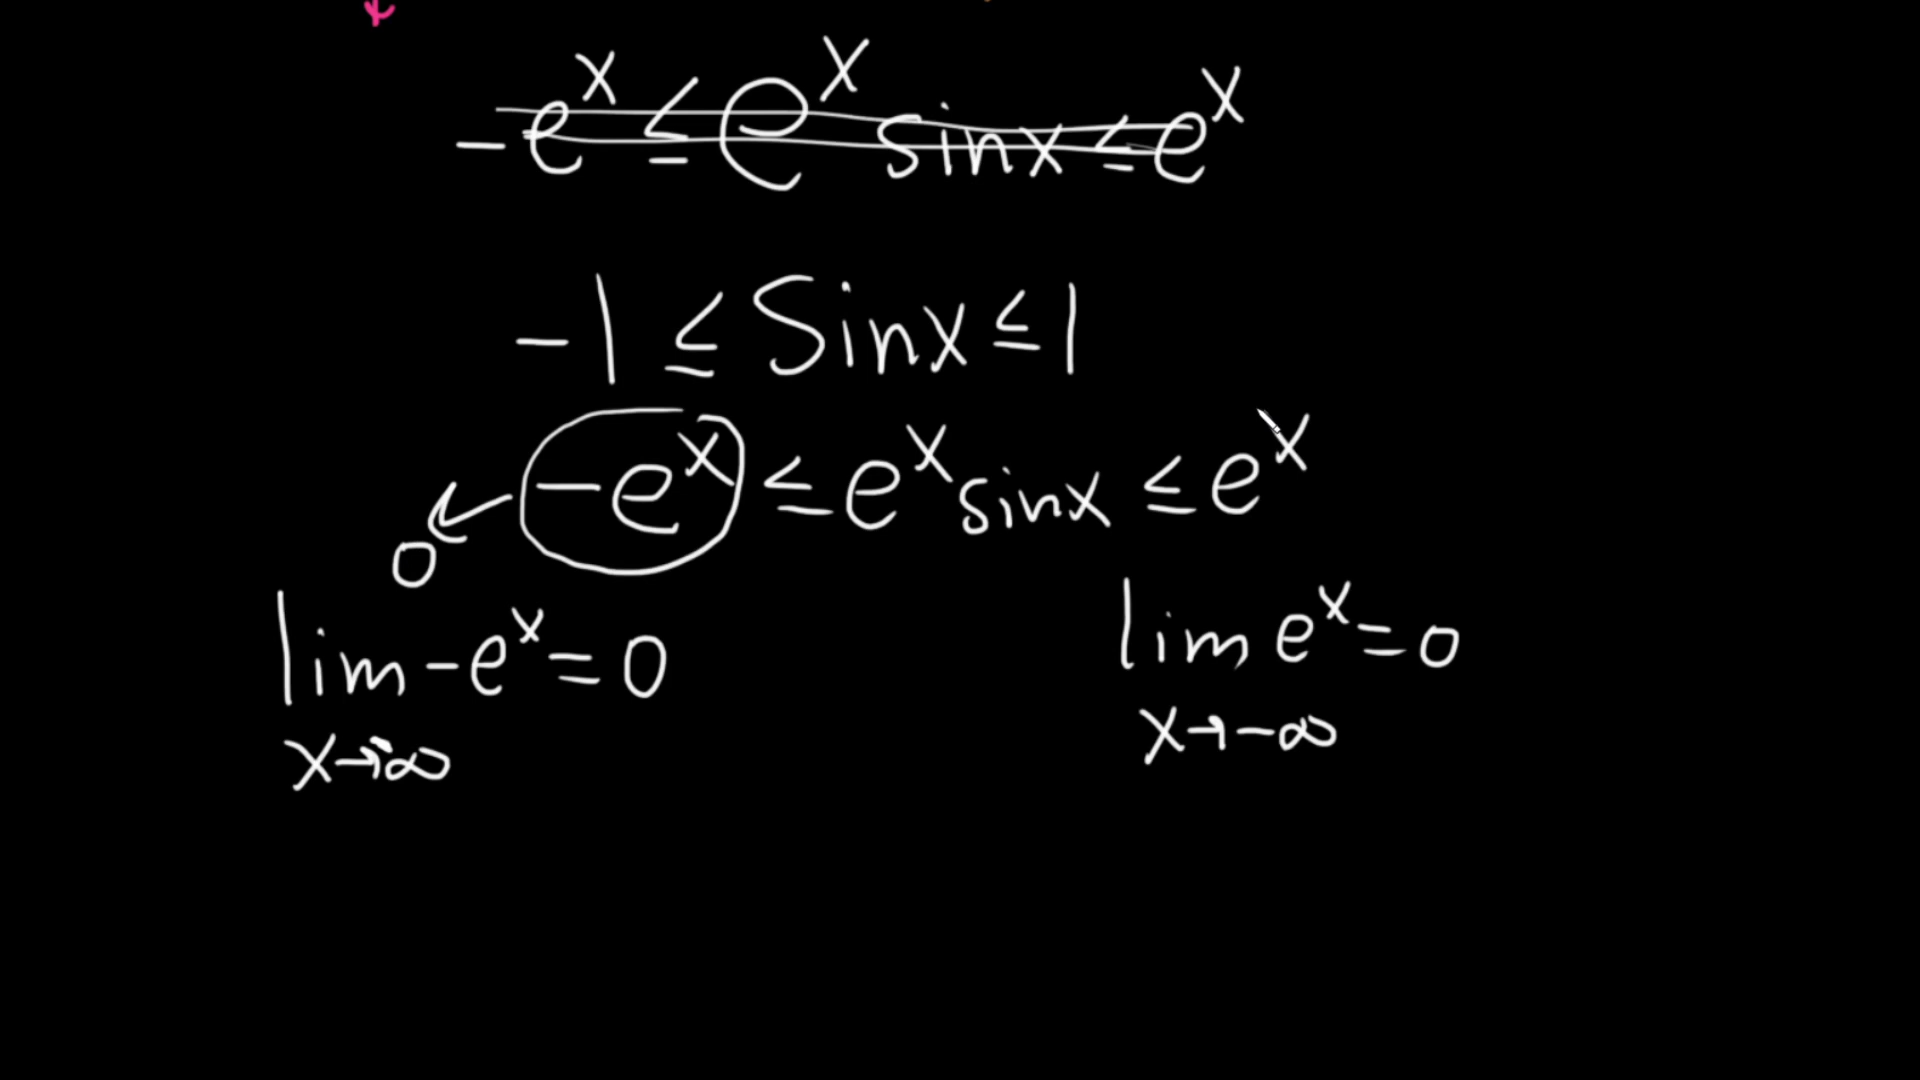 -e^x ≤ e^x sinx ≤ e^x
-1 ≤ Sinx ≤ 1
-e^x ≤ e^x sinx ≤ e^x
0
lim -e^x = 0
x→-∞
lim e^x = 0
x→-∞